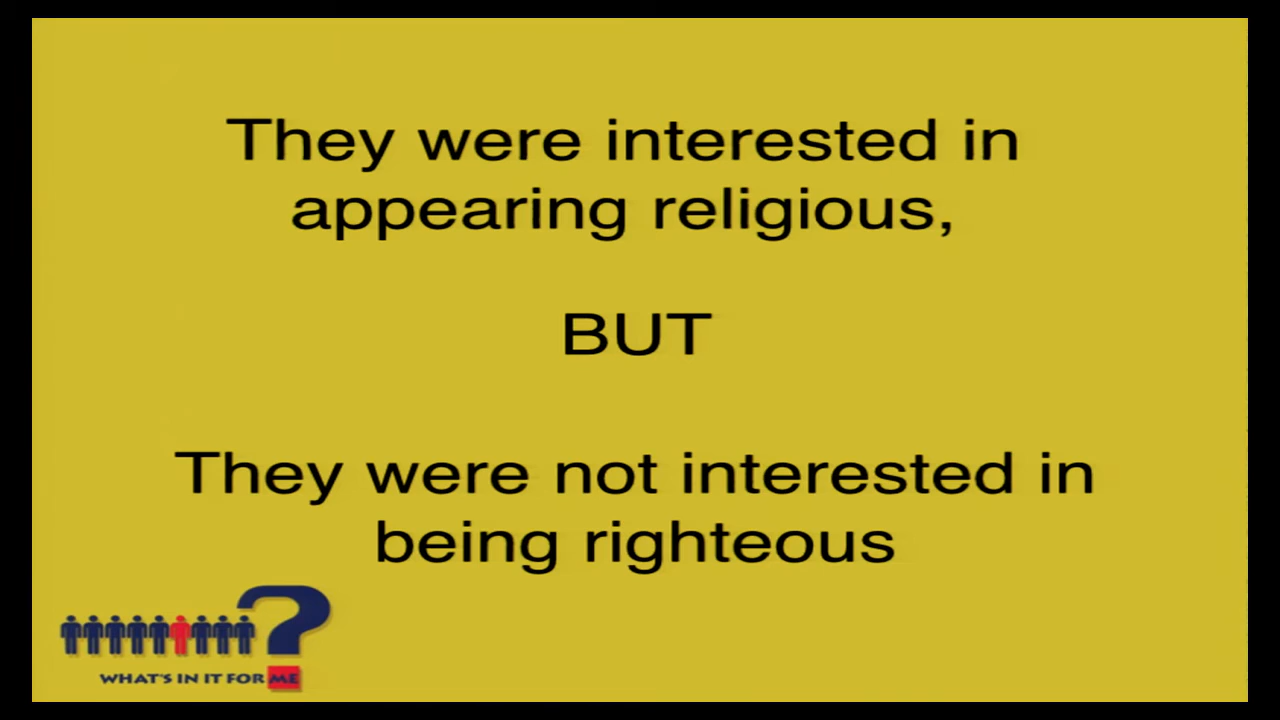 They were interested in
appearing religious,
BUT
They were not interested in
being righteous
?
WHAT'S IN IT FOR ME